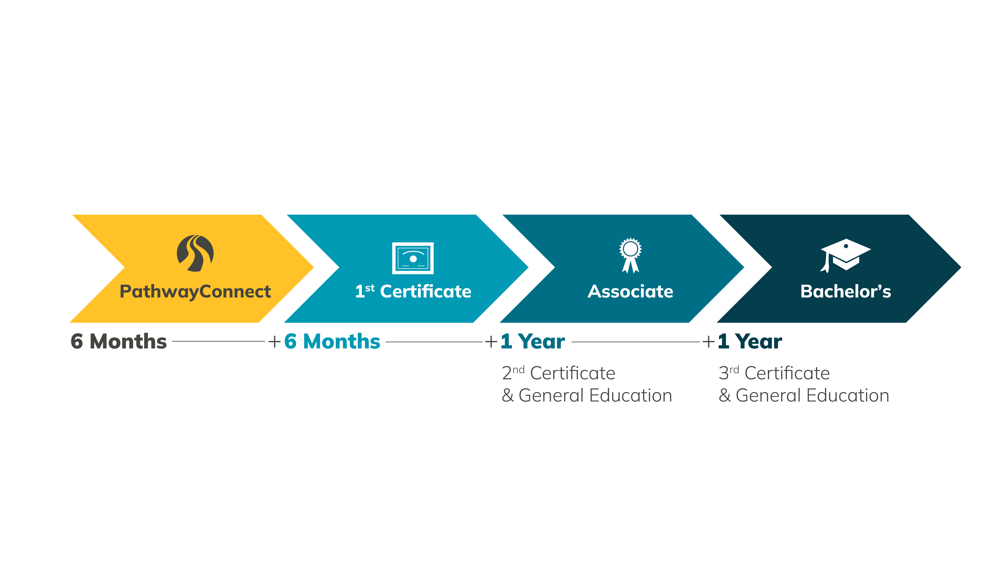 PathwayConnect
1st Certificate
Associate
Bachelor’s
6 Months
+ 6 Months
+ 1 Year
+ 1 Year
2nd Certificate
& General Education
3rd Certificate
& General Education